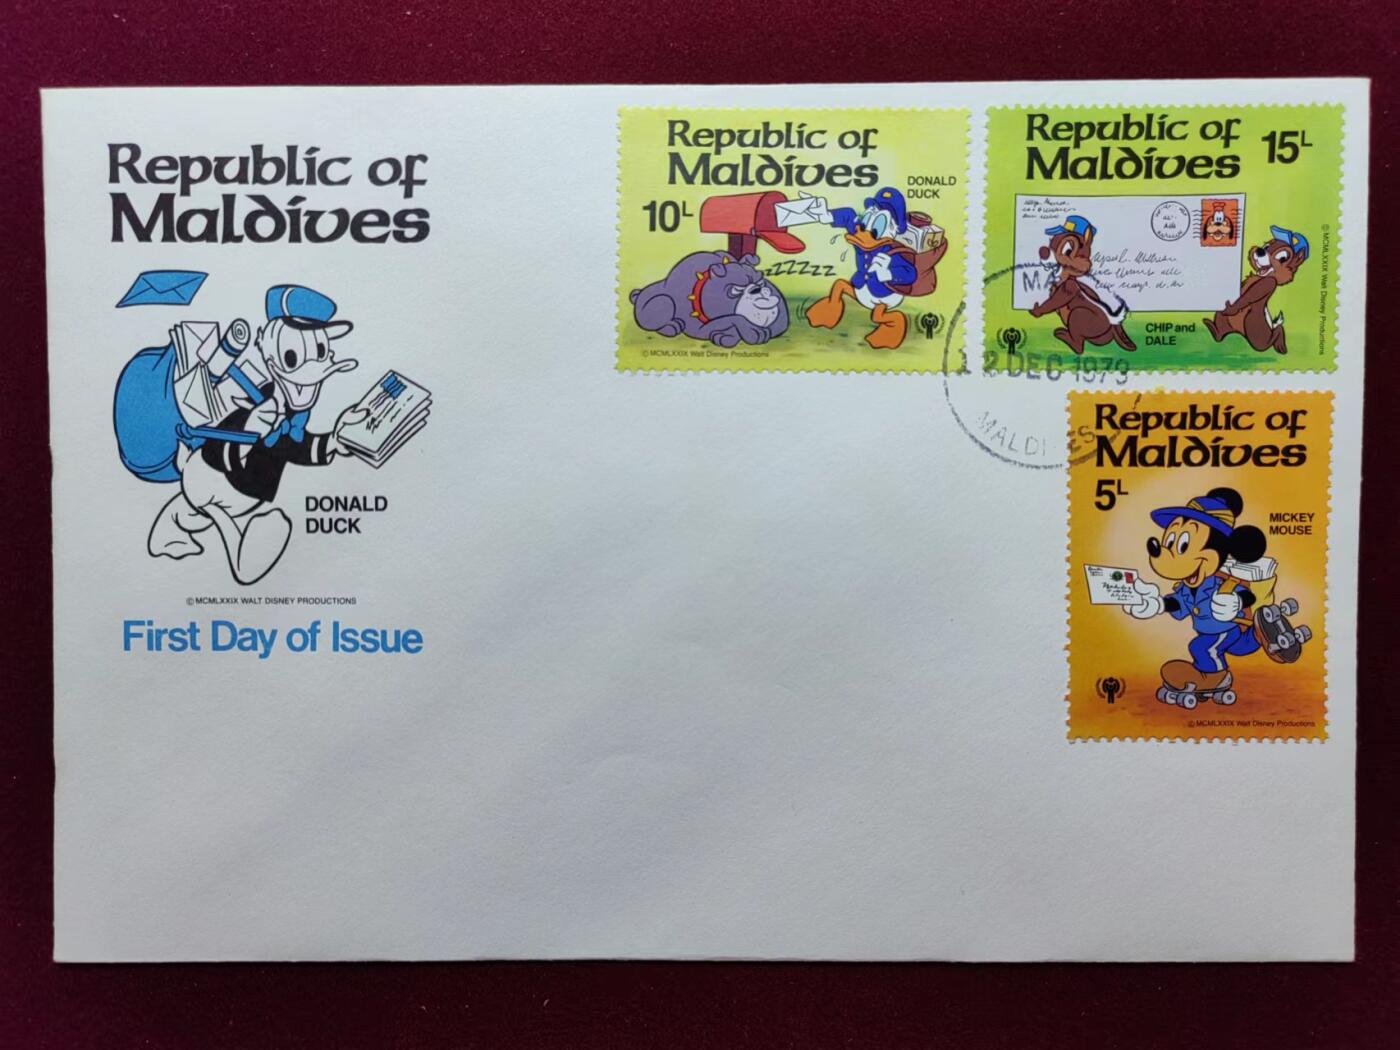 Republic of
Maldives
DONALD
DUCK
© MCMLXXIX WALT DISNEY PRODUCTIONS
First Day of Issue
Republic of
Maldives
DONALD
DUCK
10L
zZZZZZ
© MCMLXXIX Walt Disney Productions
Republic of
Maldives
15L
CHIP and
DALE
© MCMLXXIX Walt Disney Productions
12 DEC 1979
MALDIVES
Republic of
Maldives
5L
MICKEY
MOUSE
© MCMLXXIX Walt Disney Productions